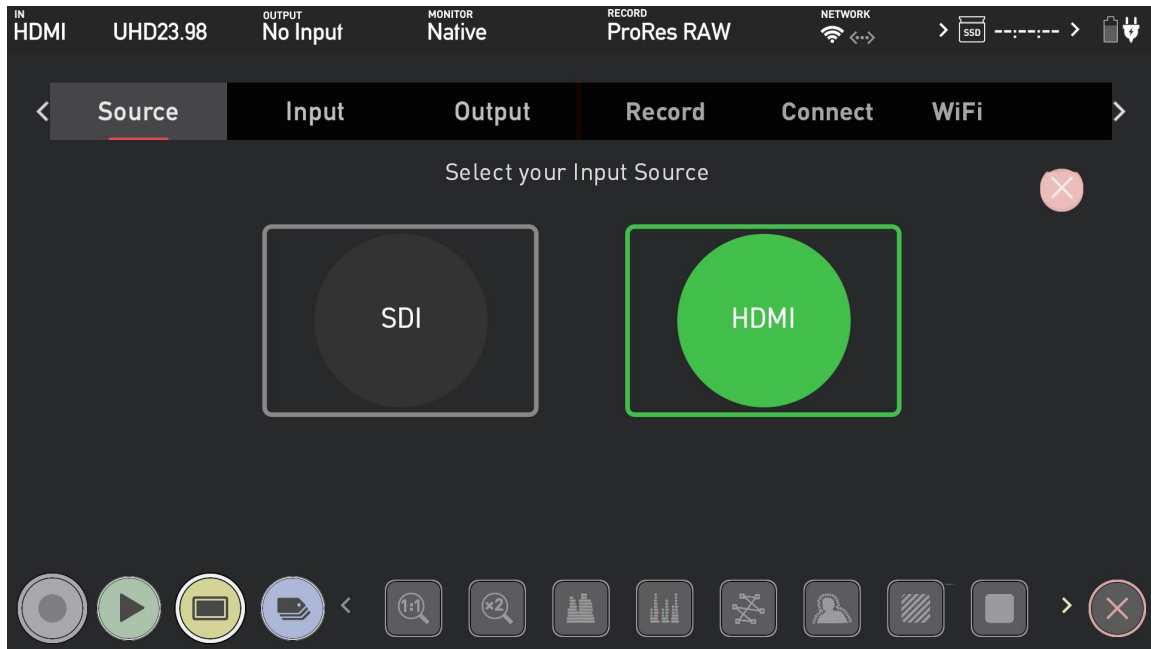 IN OUTPUT MONITOR RECORD NETWORK
HDMI UHD23.98 No Input Native ProRes RAW SSD --:--:--
Source Input Output Record Connect WiFi
Select your Input Source
SDI HDMI
1:1 ×2